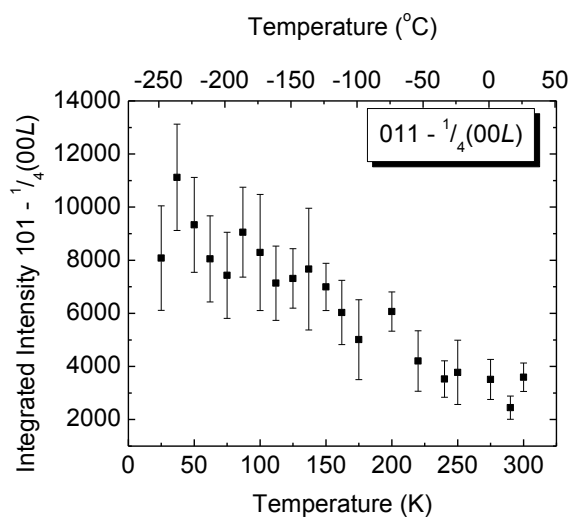 Temperature (°C)
-250 -200 -150 -100 -50 0 50
14000
12000
10000
8000
6000
4000
2000
Integrated Intensity 101 - 1/4(00L)
011 - 1/4(00L)
0 50 100 150 200 250 300
Temperature (K)